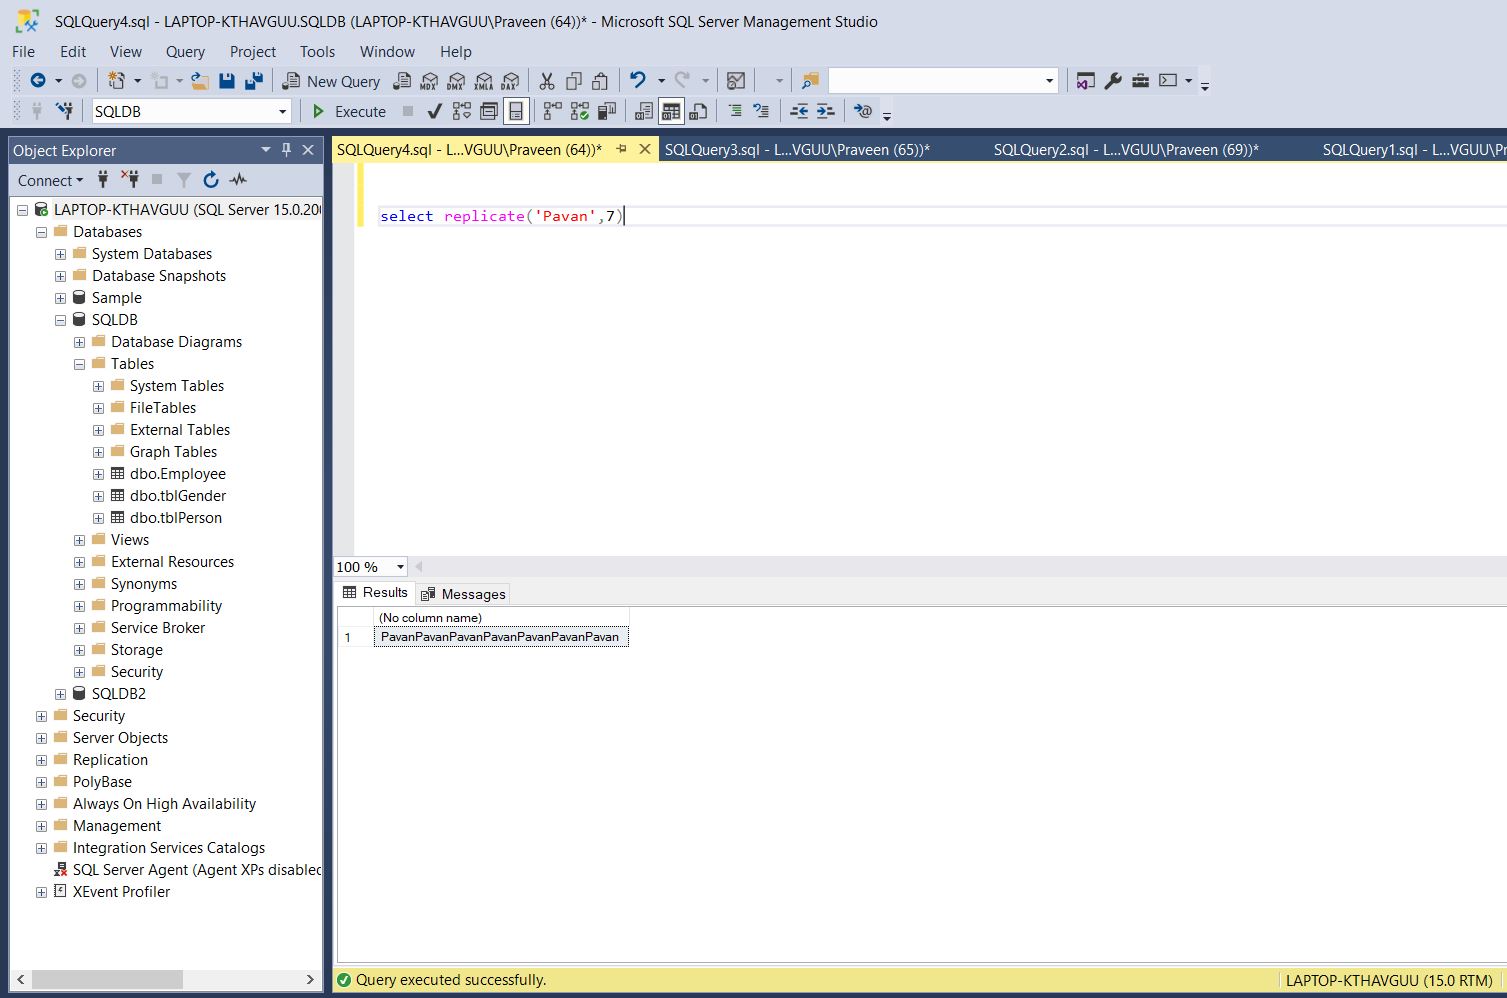 SQLQuery4.sql - LAPTOP-KTHAVGUU.SQLDB (LAPTOP-KTHAVGUU\Praveen (64))* - Microsoft SQL Server Management Studio
File Edit View Query Project Tools Window Help
New Query MDX DMX XMLA DAX
SQLDB Execute
Object Explorer
Connect
LAPTOP-KTHAVGUU (SQL Server 15.0.200
Databases
System Databases
Database Snapshots
Sample
SQLDB
Database Diagrams
Tables
System Tables
FileTables
External Tables
Graph Tables
dbo.Employee
dbo.tblGender
dbo.tblPerson
Views
External Resources
Synonyms
Programmability
Service Broker
Storage
Security
SQLDB2
Security
Server Objects
Replication
PolyBase
Always On High Availability
Management
Integration Services Catalogs
SQL Server Agent (Agent XPs disabled
XEvent Profiler
SQLQuery4.sql - L...VGUU\Praveen (64))* SQLQuery3.sql - L...VGUU\Praveen (65))* SQLQuery2.sql - L...VGUU\Praveen (69))* SQLQuery1.sql - L...VGUU\Pr
select replicate('Pavan',7)
100 %
Results Messages
(No column name)
1 PavanPavanPavanPavanPavanPavanPavan
Query executed successfully. LAPTOP-KTHAVGUU (15.0 RTM)